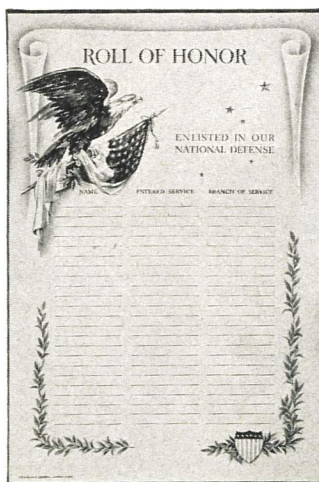 ROLL OF HONOR
ENLISTED IN OUR
NATIONAL DEFENSE
NAME ENTERED SERVICE BRANCH OF SERVICE